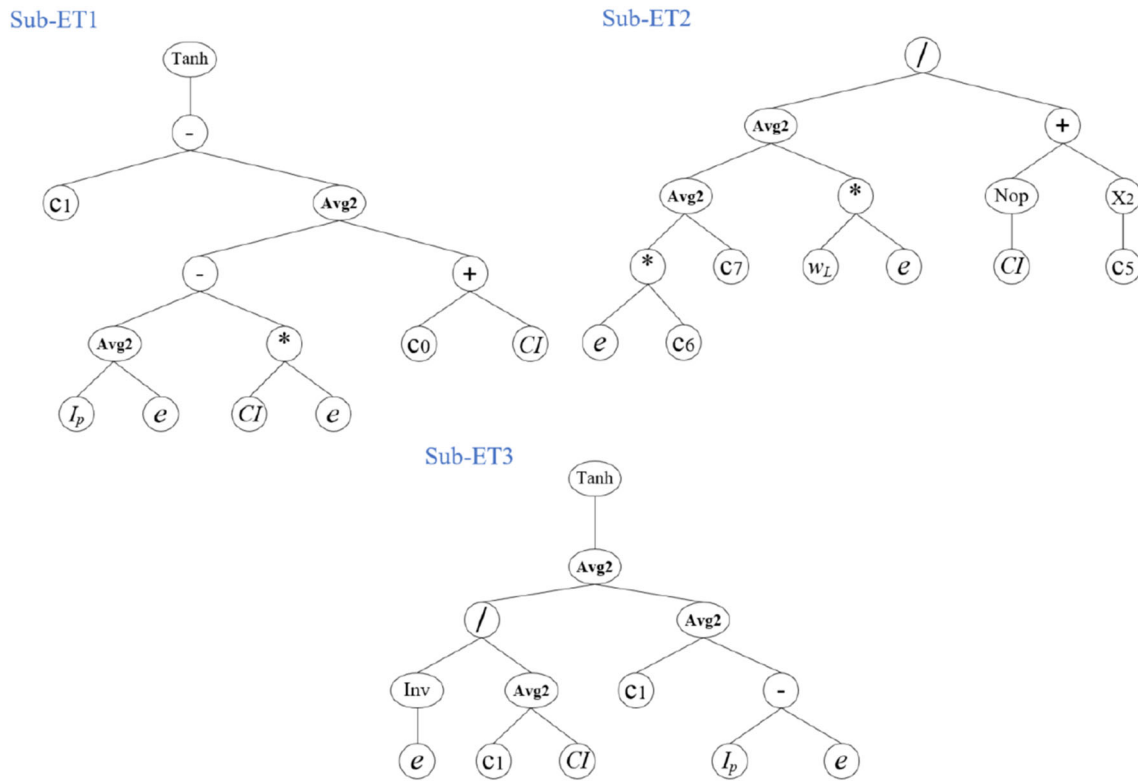 Sub-ET1
Tanh
-
c1
Avg2
-
+
Avg2
*
c0
CI
Ip
e
CI
e
Sub-ET2
/
Avg2
+
Avg2
*
Nop
X2
*
c7
wL
e
CI
c5
e
c6
Sub-ET3
Tanh
Avg2
/
Avg2
Inv
Avg2
c1
-
e
c1
CI
Ip
e